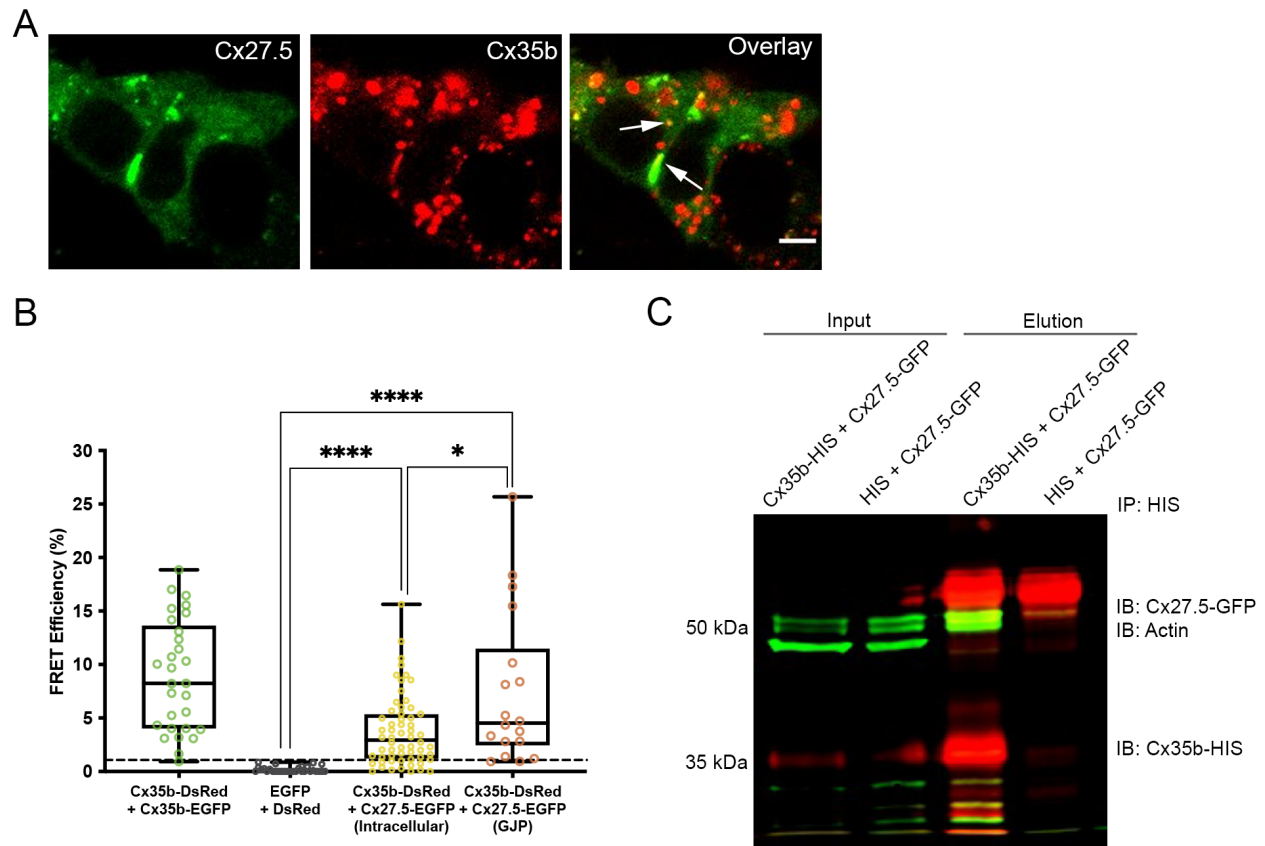 A
Cx27.5
Cx35b
Overlay
B
FRET Efficiency (%)
30
25
20
15
10
5
0
****
****
*
Cx35b-DsRed
+ Cx35b-EGFP
EGFP
+ DsRed
Cx35b-DsRed
+ Cx27.5-EGFP
(Intracellular)
Cx35b-DsRed
+ Cx27.5-EGFP
(GJP)
C
Input
Elution
Cx35b-HIS + Cx27.5-GFP
HIS + Cx27.5-GFP
Cx35b-HIS + Cx27.5-GFP
HIS + Cx27.5-GFP
IP: HIS
50 kDa
IB: Cx27.5-GFP
IB: Actin
35 kDa
IB: Cx35b-HIS